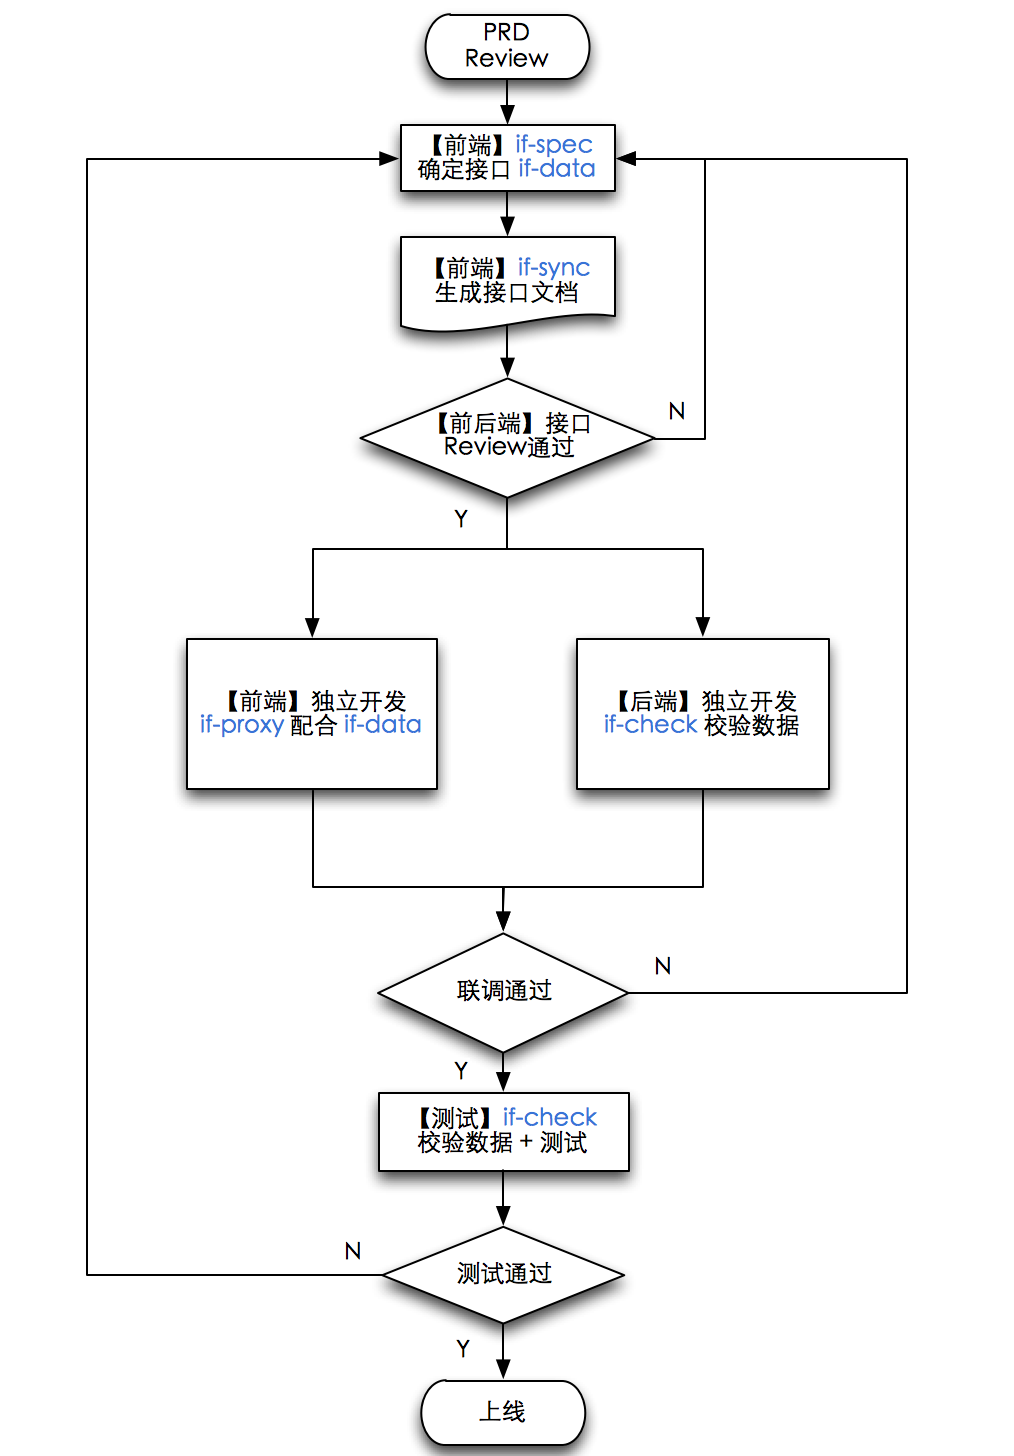 PRD
Review
【前端】if-spec
确定接口 if-data
【前端】if-sync
生成接口文档
【前后端】接口
Review通过
N
Y
【前端】独立开发
if-proxy 配合 if-data
【后端】独立开发
if-check 校验数据
联调通过
N
Y
【测试】if-check
校验数据 + 测试
N
测试通过
Y
上线